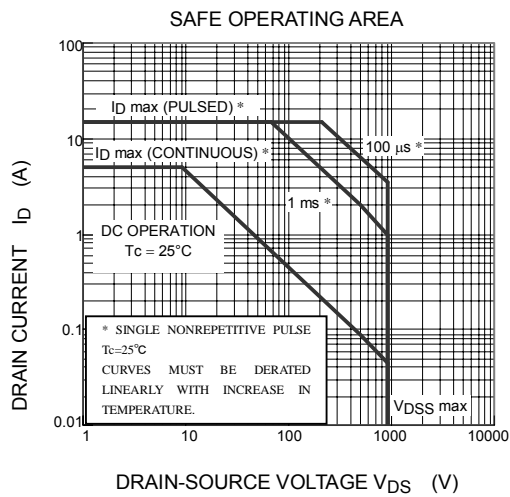 SAFE OPERATING AREA
100
ID max (PULSED) *
10
100 μs *
ID max (CONTINUOUS) *
1 ms *
DC OPERATION
Tc = 25°C
1
0.1
* SINGLE NONREPETITIVE PULSE
Tc=25°C
CURVES MUST BE DERATED
LINEARLY WITH INCREASE IN
TEMPERATURE.
VDSS max
0.01
1
10
100
1000
10000
DRAIN CURRENT ID (A)
DRAIN-SOURCE VOLTAGE VDS (V)